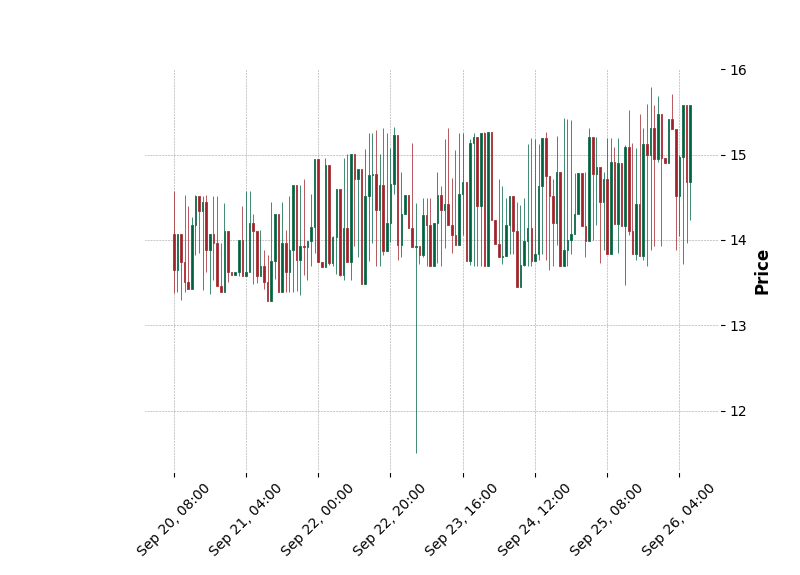 16
15
14
13
12
Price
Sep 20, 08:00
Sep 21, 04:00
Sep 22, 00:00
Sep 22, 20:00
Sep 23, 16:00
Sep 24, 12:00
Sep 25, 08:00
Sep 26, 04:00